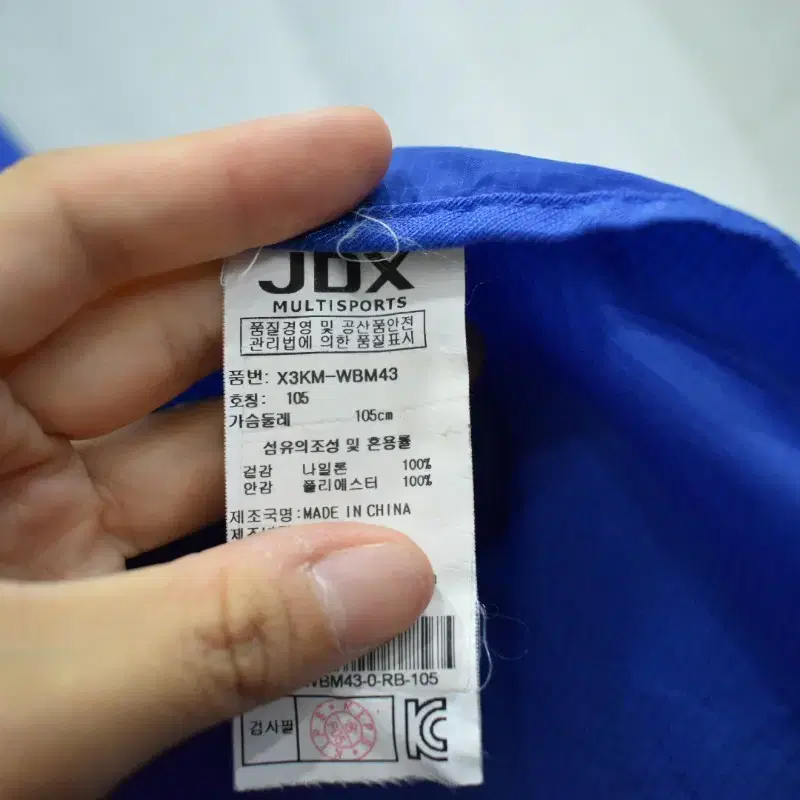 JDX
MULTISPORTS
품질경영 및 공산품안전
관리법에 의한 품질표시
품번: X3KM-WBM43
호칭: 105
가슴둘레 105cm
섬유의조성 및 혼용률
겉감 나일론 100%
안감 폴리에스터 100%
제조국명:MADE IN CHINA
WBM43-0-RB-105
검사필